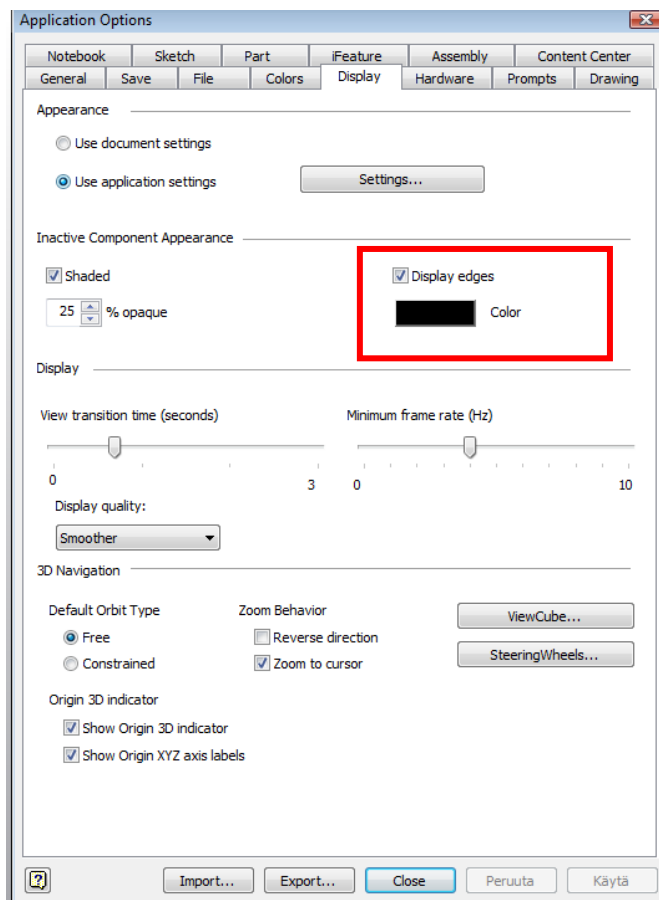 Application Options
Notebook Sketch Part iFeature Assembly Content Center
General Save File Colors Display Hardware Prompts Drawing
Appearance
Use document settings
Use application settings Settings...
Inactive Component Appearance
Shaded Display edges
25 % opaque Color
Display
View transition time (seconds) Minimum frame rate (Hz)
0 3 0 10
Display quality:
Smoother
3D Navigation
Default Orbit Type Zoom Behavior ViewCube...
Free Reverse direction
Constrained Zoom to cursor SteeringWheels...
Origin 3D indicator
Show Origin 3D indicator
Show Origin XYZ axis labels
? Import... Export... Close Peruuta Käytä